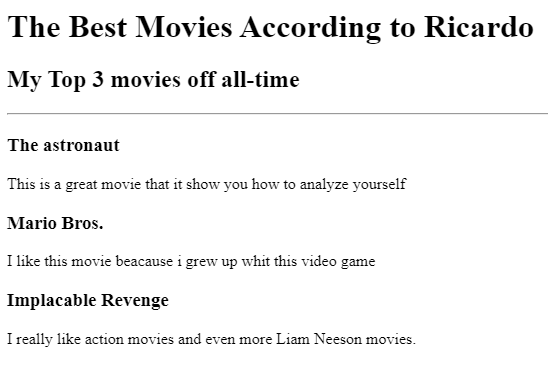 The Best Movies According to Ricardo
My Top 3 movies off all-time
The astronaut
This is a great movie that it show you how to analyze yourself
Mario Bros.
I like this movie beacause i grew up whit this video game
Implacable Revenge
I really like action movies and even more Liam Neeson movies.